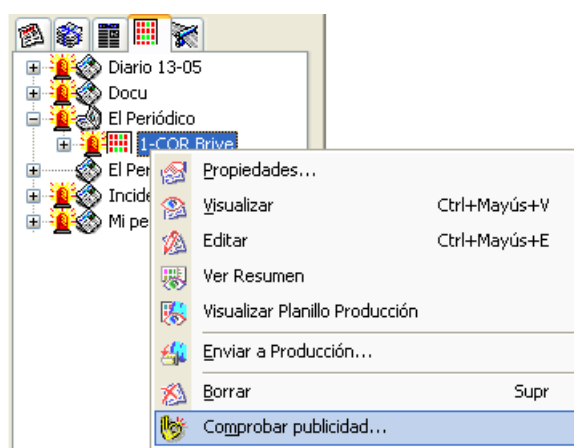 Diario 13-05
Docu
El Periódico
1-COR Brive
El Per
Incide
Mi pe
Propiedades...
Visualizar Ctrl+Mayús+V
Editar Ctrl+Mayús+E
Ver Resumen
Visualizar Planillo Producción
Enviar a Producción...
Borrar Supr
Comprobar publicidad...